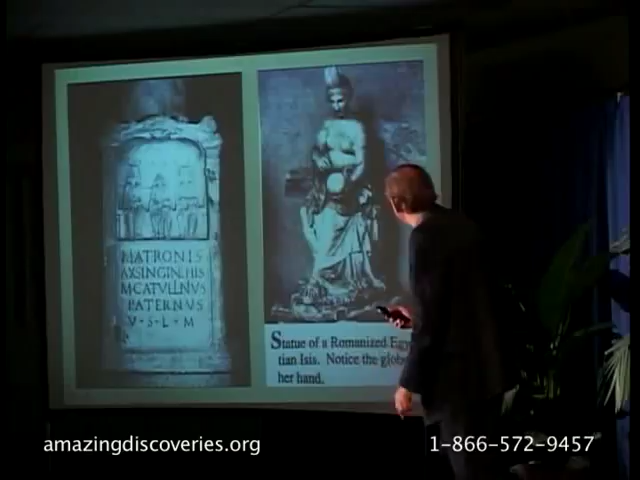 MATRONIS
AXSINGINEHIS
M CATVLLINVS
PATERNVS
V · S · L · M
Statue of a Romanized Egyp
tian Isis. Notice the globe
her hand.
amazingdiscoveries.org
1-866-572-9457